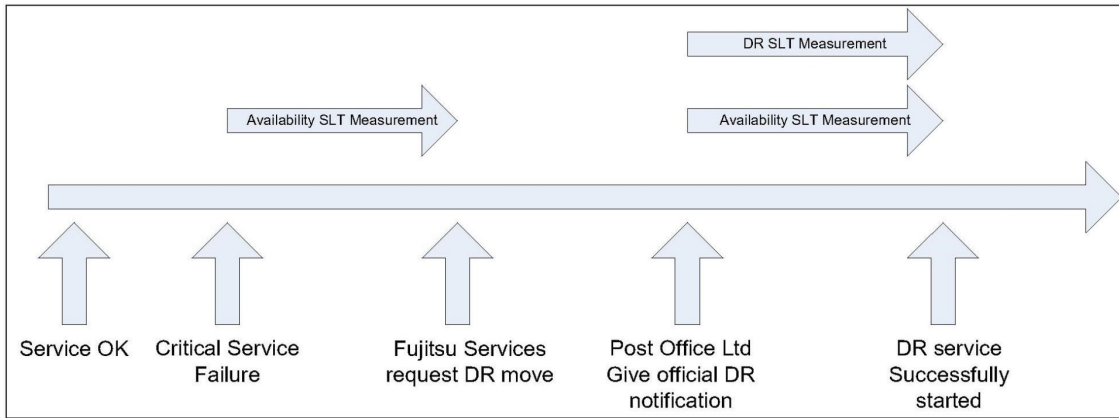 DR SLT Measurement
Availability SLT Measurement
Availability SLT Measurement
Service OK
Critical Service
Failure
Fujitsu Services
request DR move
Post Office Ltd
Give official DR
notification
DR service
Successfully
started